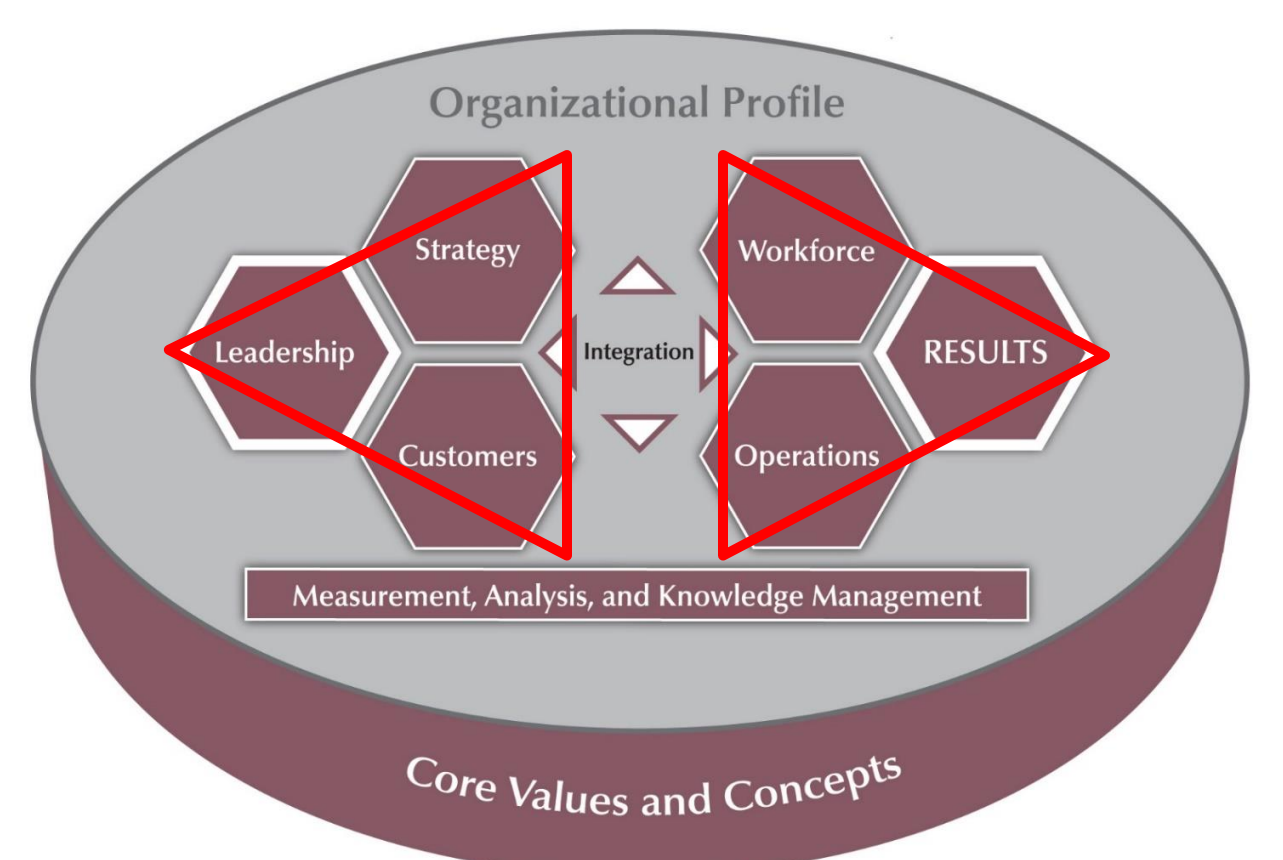 Organizational Profile
Strategy
Workforce
Leadership
Integration
RESULTS
Customers
Operations
Measurement, Analysis, and Knowledge Management
Core Values and Concepts